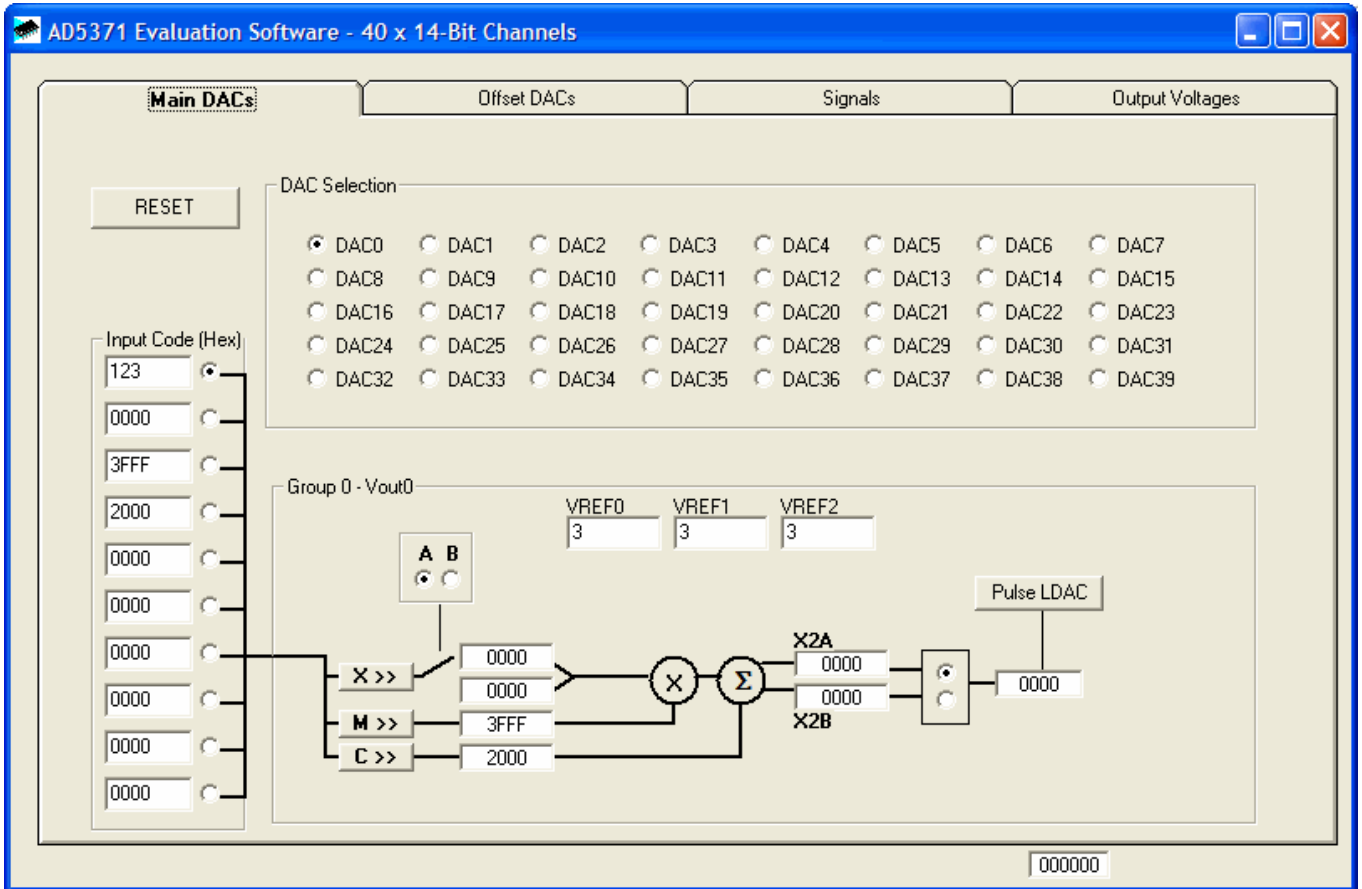 AD5371 Evaluation Software - 40 x 14-Bit Channels
Main DACs Offset DACs Signals Output Voltages
RESET
DAC Selection
DAC0 DAC1 DAC2 DAC3 DAC4 DAC5 DAC6 DAC7
DAC8 DAC9 DAC10 DAC11 DAC12 DAC13 DAC14 DAC15
DAC16 DAC17 DAC18 DAC19 DAC20 DAC21 DAC22 DAC23
DAC24 DAC25 DAC26 DAC27 DAC28 DAC29 DAC30 DAC31
DAC32 DAC33 DAC34 DAC35 DAC36 DAC37 DAC38 DAC39
Input Code (Hex)
123
0000
3FFF
2000
0000
0000
0000
0000
0000
0000
Group 0 - Vout0
VREF0 VREF1 VREF2
3 3 3
A B
Pulse LDAC
X >> 0000
0000
M >> 3FFF
C >> 2000
X
Σ
X2A
0000
0000
X2B
0000
000000